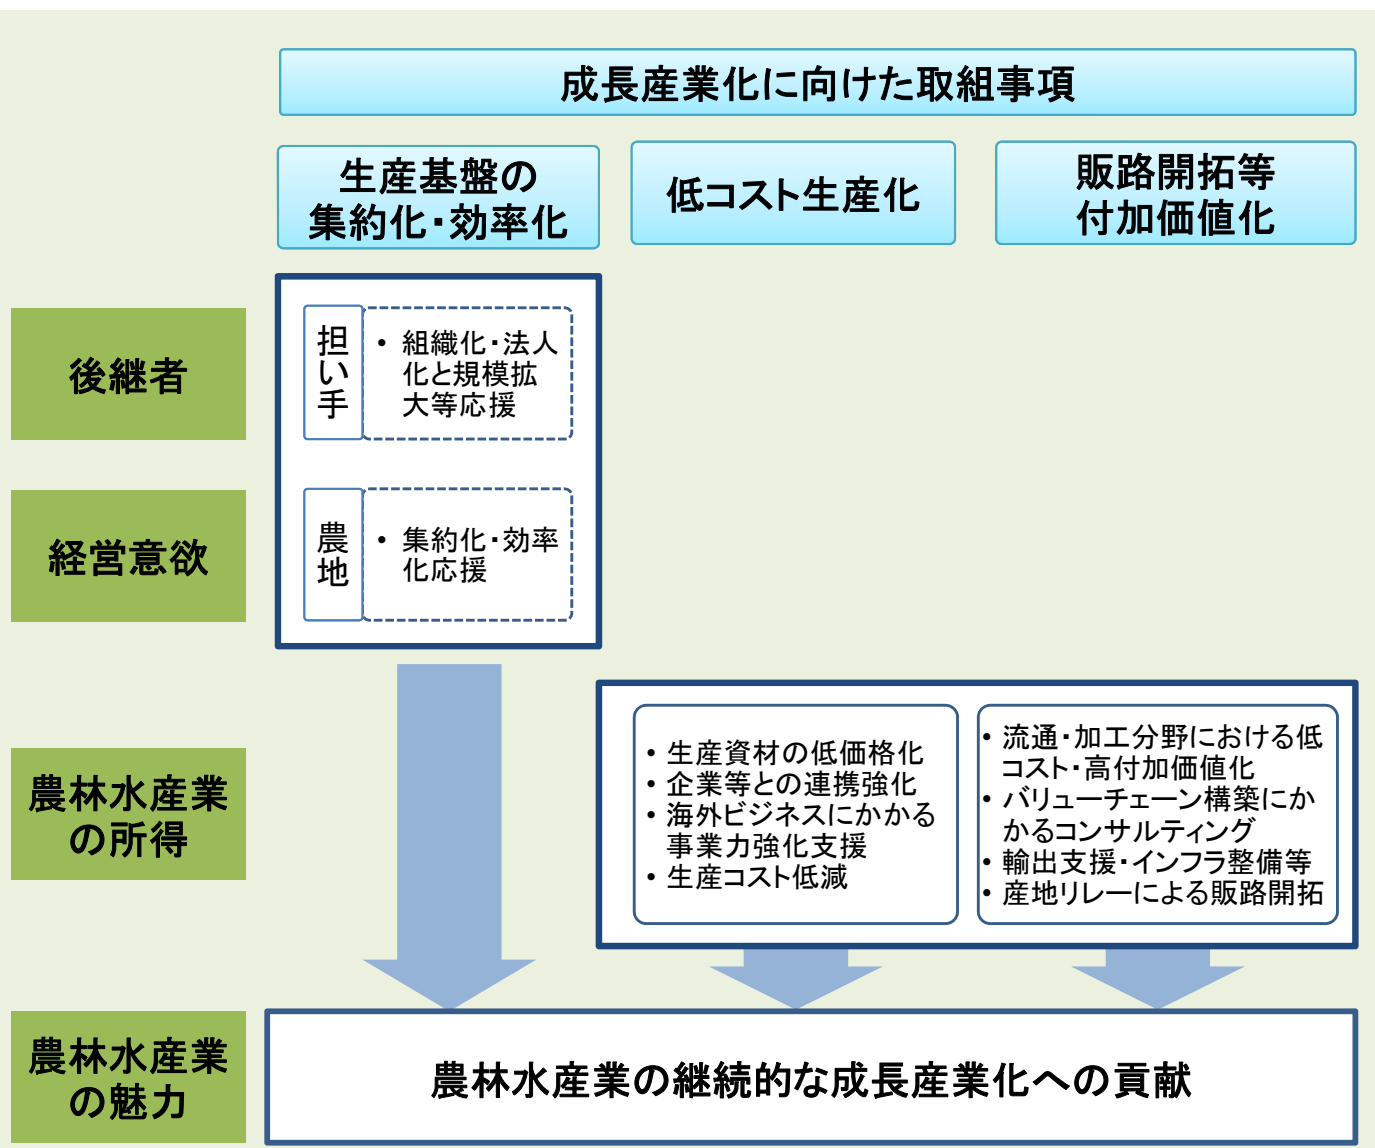 成長産業化に向けた取組事項
生産基盤の
集約化・効率化
低コスト生産化
販路開拓等
付加価値化
後継者
担い手
• 組織化・法人
化と規模拡
大等応援
経営意欲
農地
• 集約化・効率
化応援
農林水産業
の所得
• 生産資材の低価格化
• 企業等との連携強化
• 海外ビジネスにかかる
事業力強化支援
• 生産コスト低減
• 流通・加工分野における低
コスト・高付加価値化
• バリューチェーン構築にか
かるコンサルティング
• 輸出支援・インフラ整備等
• 産地リレーによる販路開拓
農林水産業
の魅力
農林水産業の継続的な成長産業化への貢献